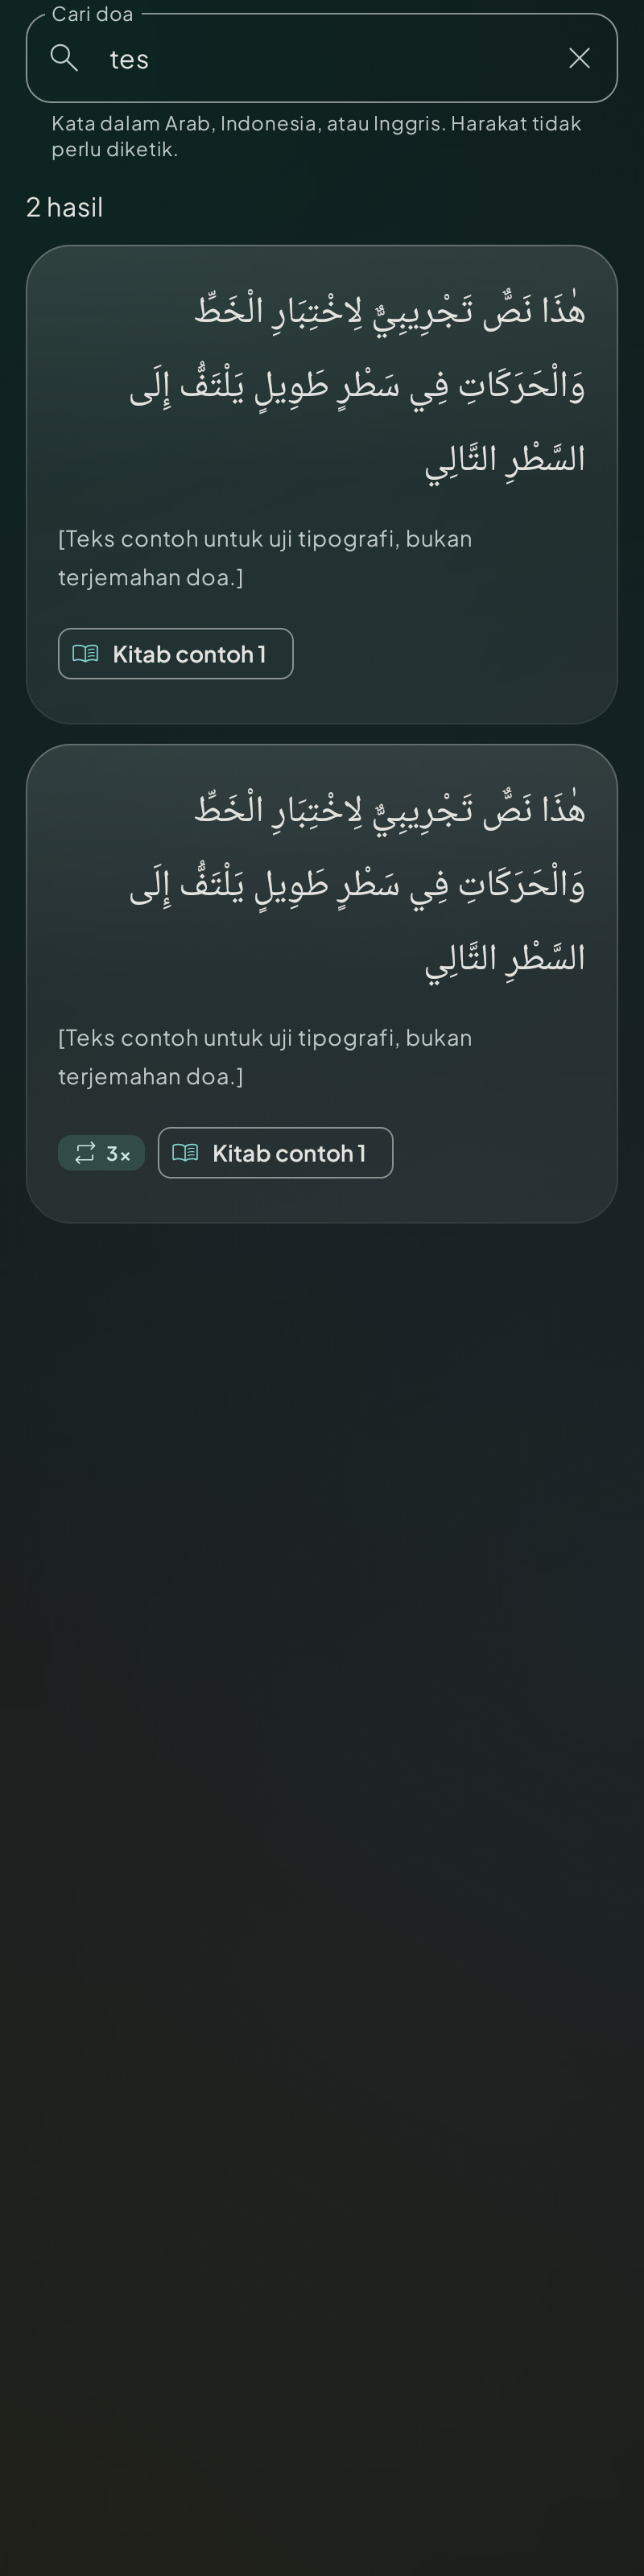 Cari doa
tes
Kata dalam Arab, Indonesia, atau Inggris. Harakat tidak
perlu diketik.
2 hasil
هٰذَا نَصٌّ تَجْرِيبِيٌّ لِاخْتِبَارِ الْخَطِّ
وَالْحَرَكَاتِ فِي سَطْرٍ طَوِيلٍ يَلْتَفُّ إِلَى
السَّطْرِ التَّالِي
[Teks contoh untuk uji tipografi, bukan
terjemahan doa.]
Kitab contoh 1
هٰذَا نَصٌّ تَجْرِيبِيٌّ لِاخْتِبَارِ الْخَطِّ
وَالْحَرَكَاتِ فِي سَطْرٍ طَوِيلٍ يَلْتَفُّ إِلَى
السَّطْرِ التَّالِي
[Teks contoh untuk uji tipografi, bukan
terjemahan doa.]
3× Kitab contoh 1